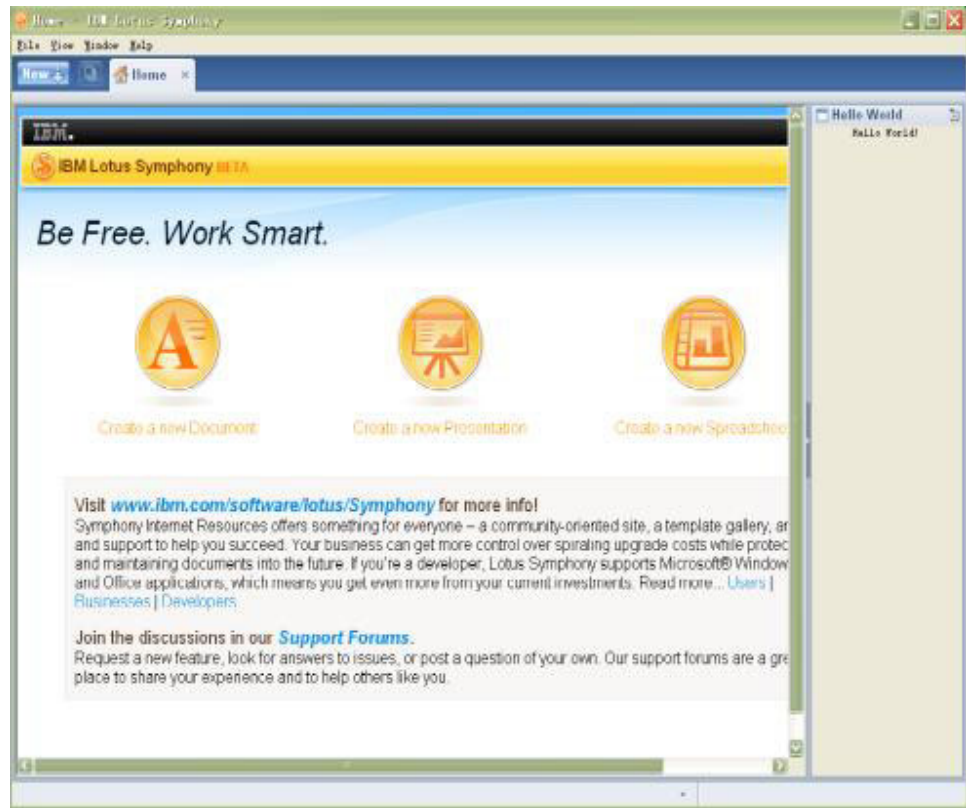 Home - IBM Lotus Symphony
File View Window Help
New
Home ×
Hello World
Hello World!
IBM.
IBM Lotus Symphony BETA
Be Free. Work Smart.
A
Create a new Document
Create a new Presentation
Create a new Spreadshee
Visit www.ibm.com/software/lotus/Symphony for more info!
Symphony Internet Resources offers something for everyone – a community-oriented site, a template gallery, an
and support to help you succeed. Your business can get more control over spiraling upgrade costs while protec
and maintaining documents into the future. If you're a developer, Lotus Symphony supports Microsoft® Window
and Office applications, which means you get even more from your current investments. Read more... Users |
Businesses | Developers
Join the discussions in our Support Forums.
Request a new feature, look for answers to issues, or post a question of your own. Our support forums are a gre
place to share your experience and to help others like you.